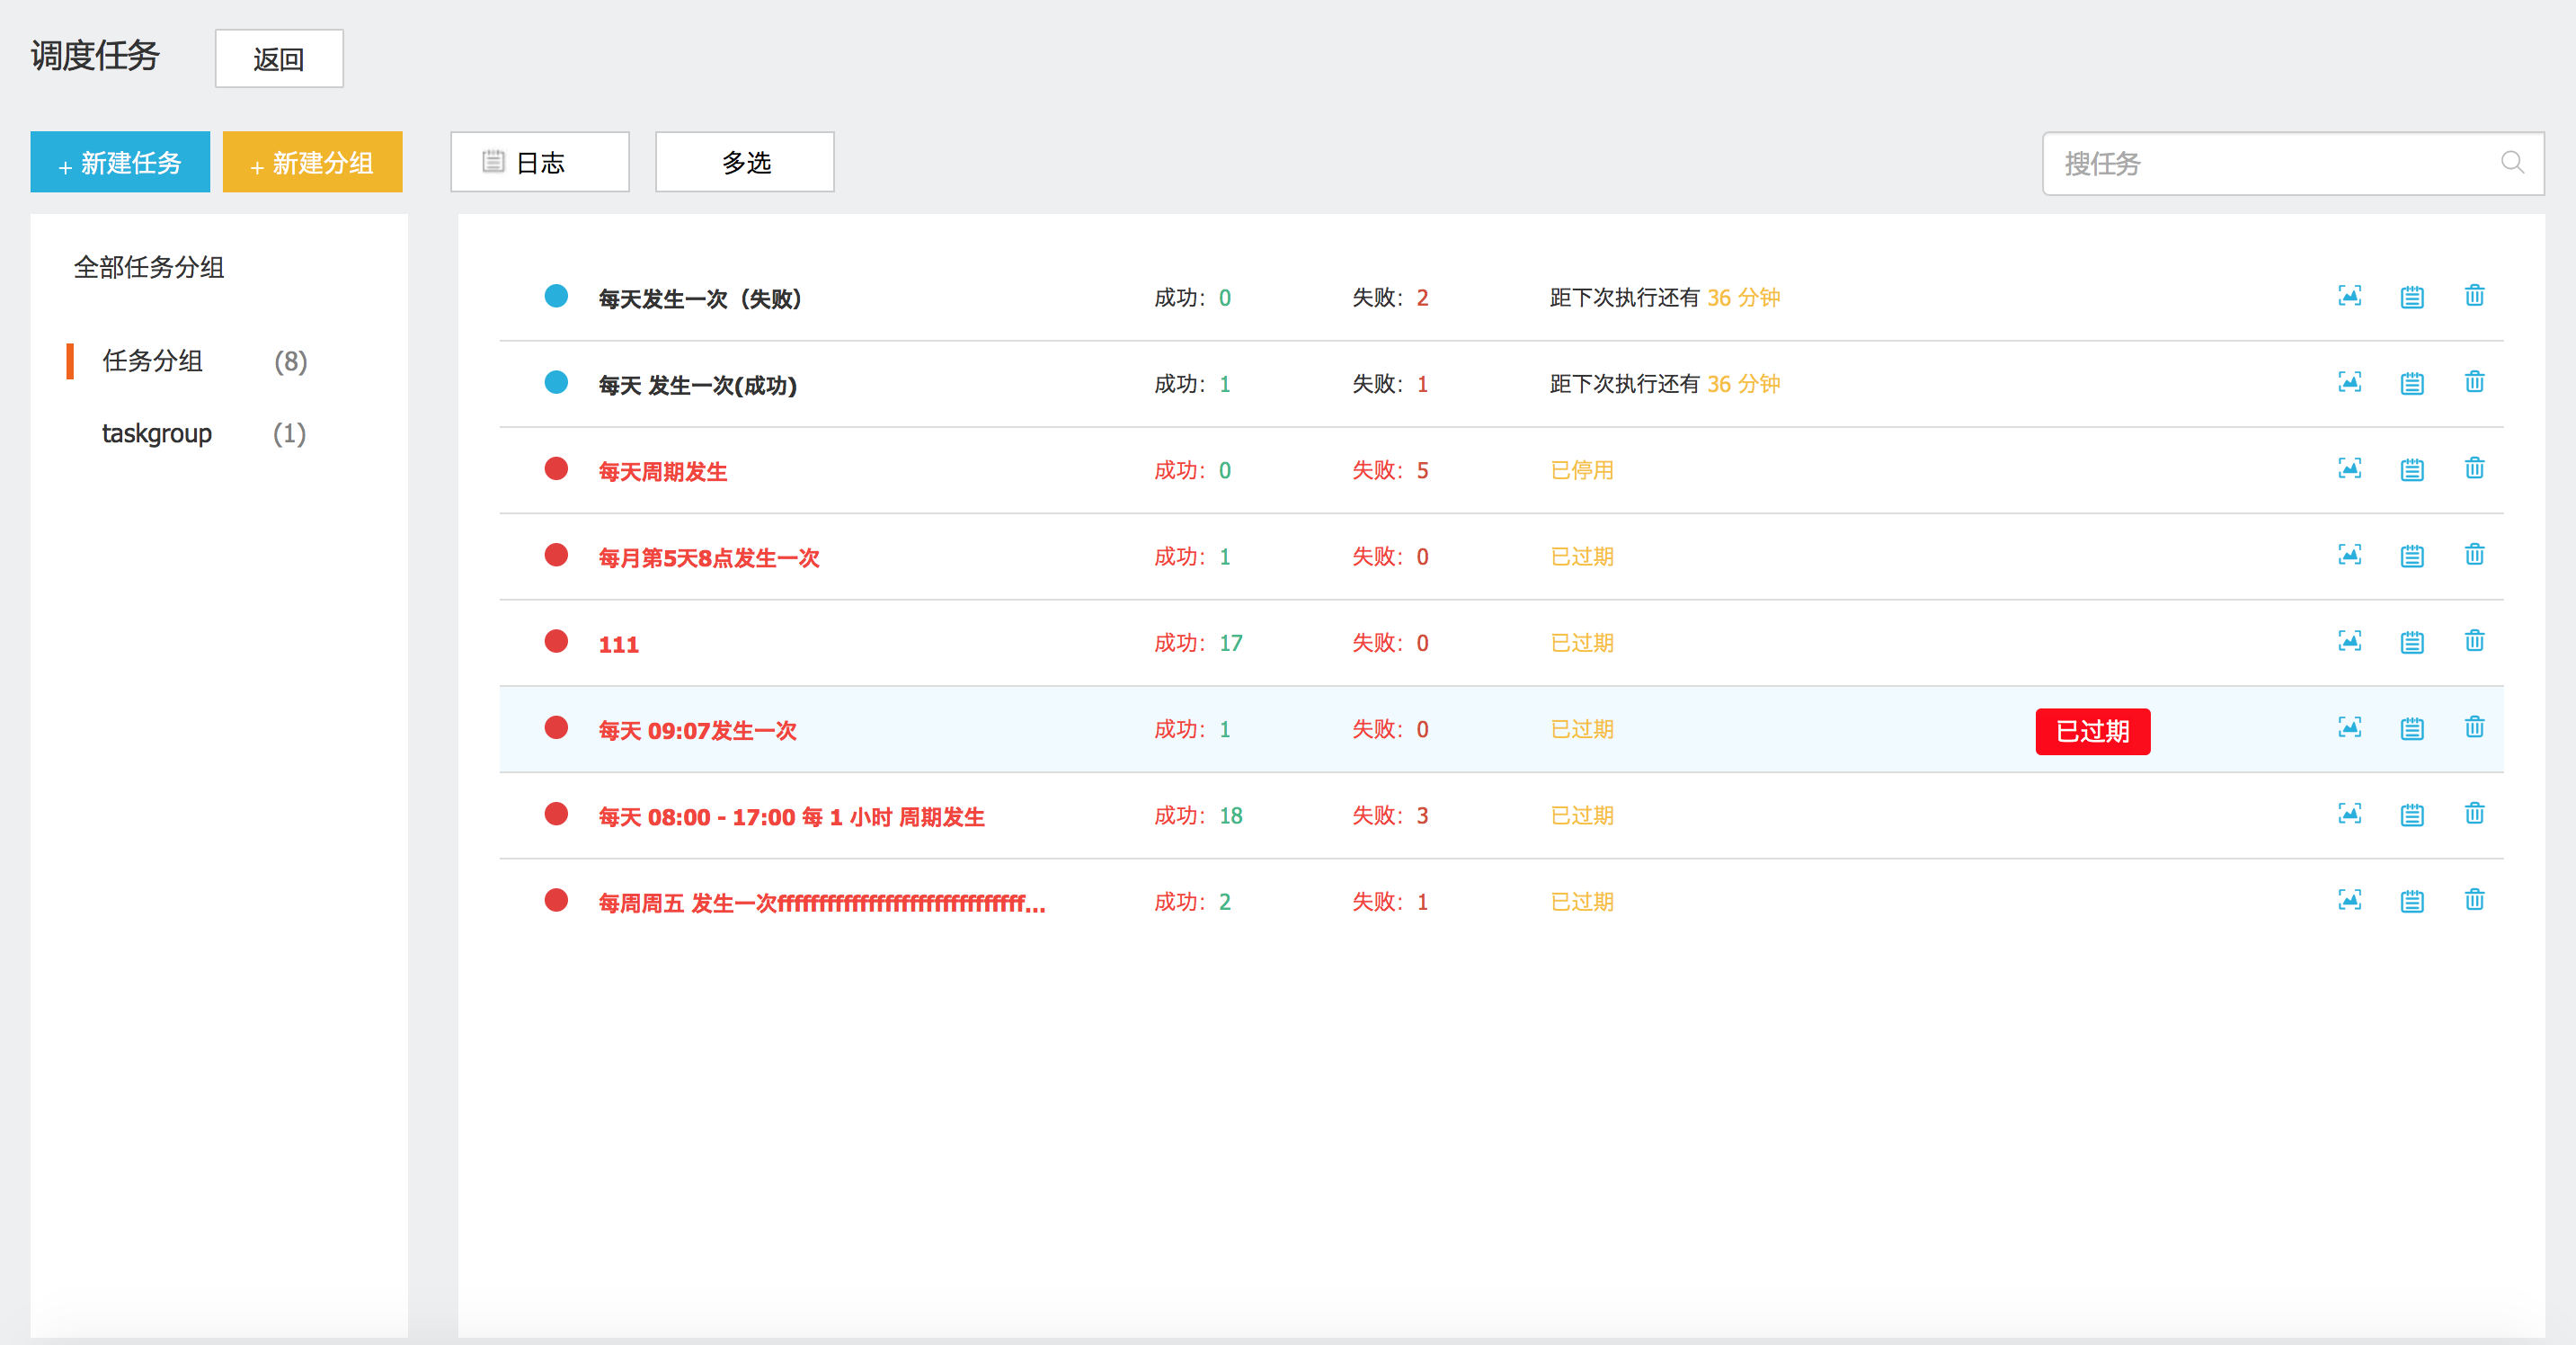 调度任务 返回
+ 新建任务 + 新建分组 日志 多选 搜任务
全部任务分组
任务分组 (8)
taskgroup (1)
每天发生一次（失败） 成功：0 失败：2 距下次执行还有 36 分钟
每天 发生一次(成功) 成功：1 失败：1 距下次执行还有 36 分钟
每天周期发生 成功：0 失败：5 已停用
每月第5天8点发生一次 成功：1 失败：0 已过期
111 成功：17 失败：0 已过期
每天 09:07发生一次 成功：1 失败：0 已过期 已过期
每天 08:00 - 17:00 每 1 小时 周期发生 成功：18 失败：3 已过期
每周周五 发生一次ffffffffffffffffffffffffffffff... 成功：2 失败：1 已过期